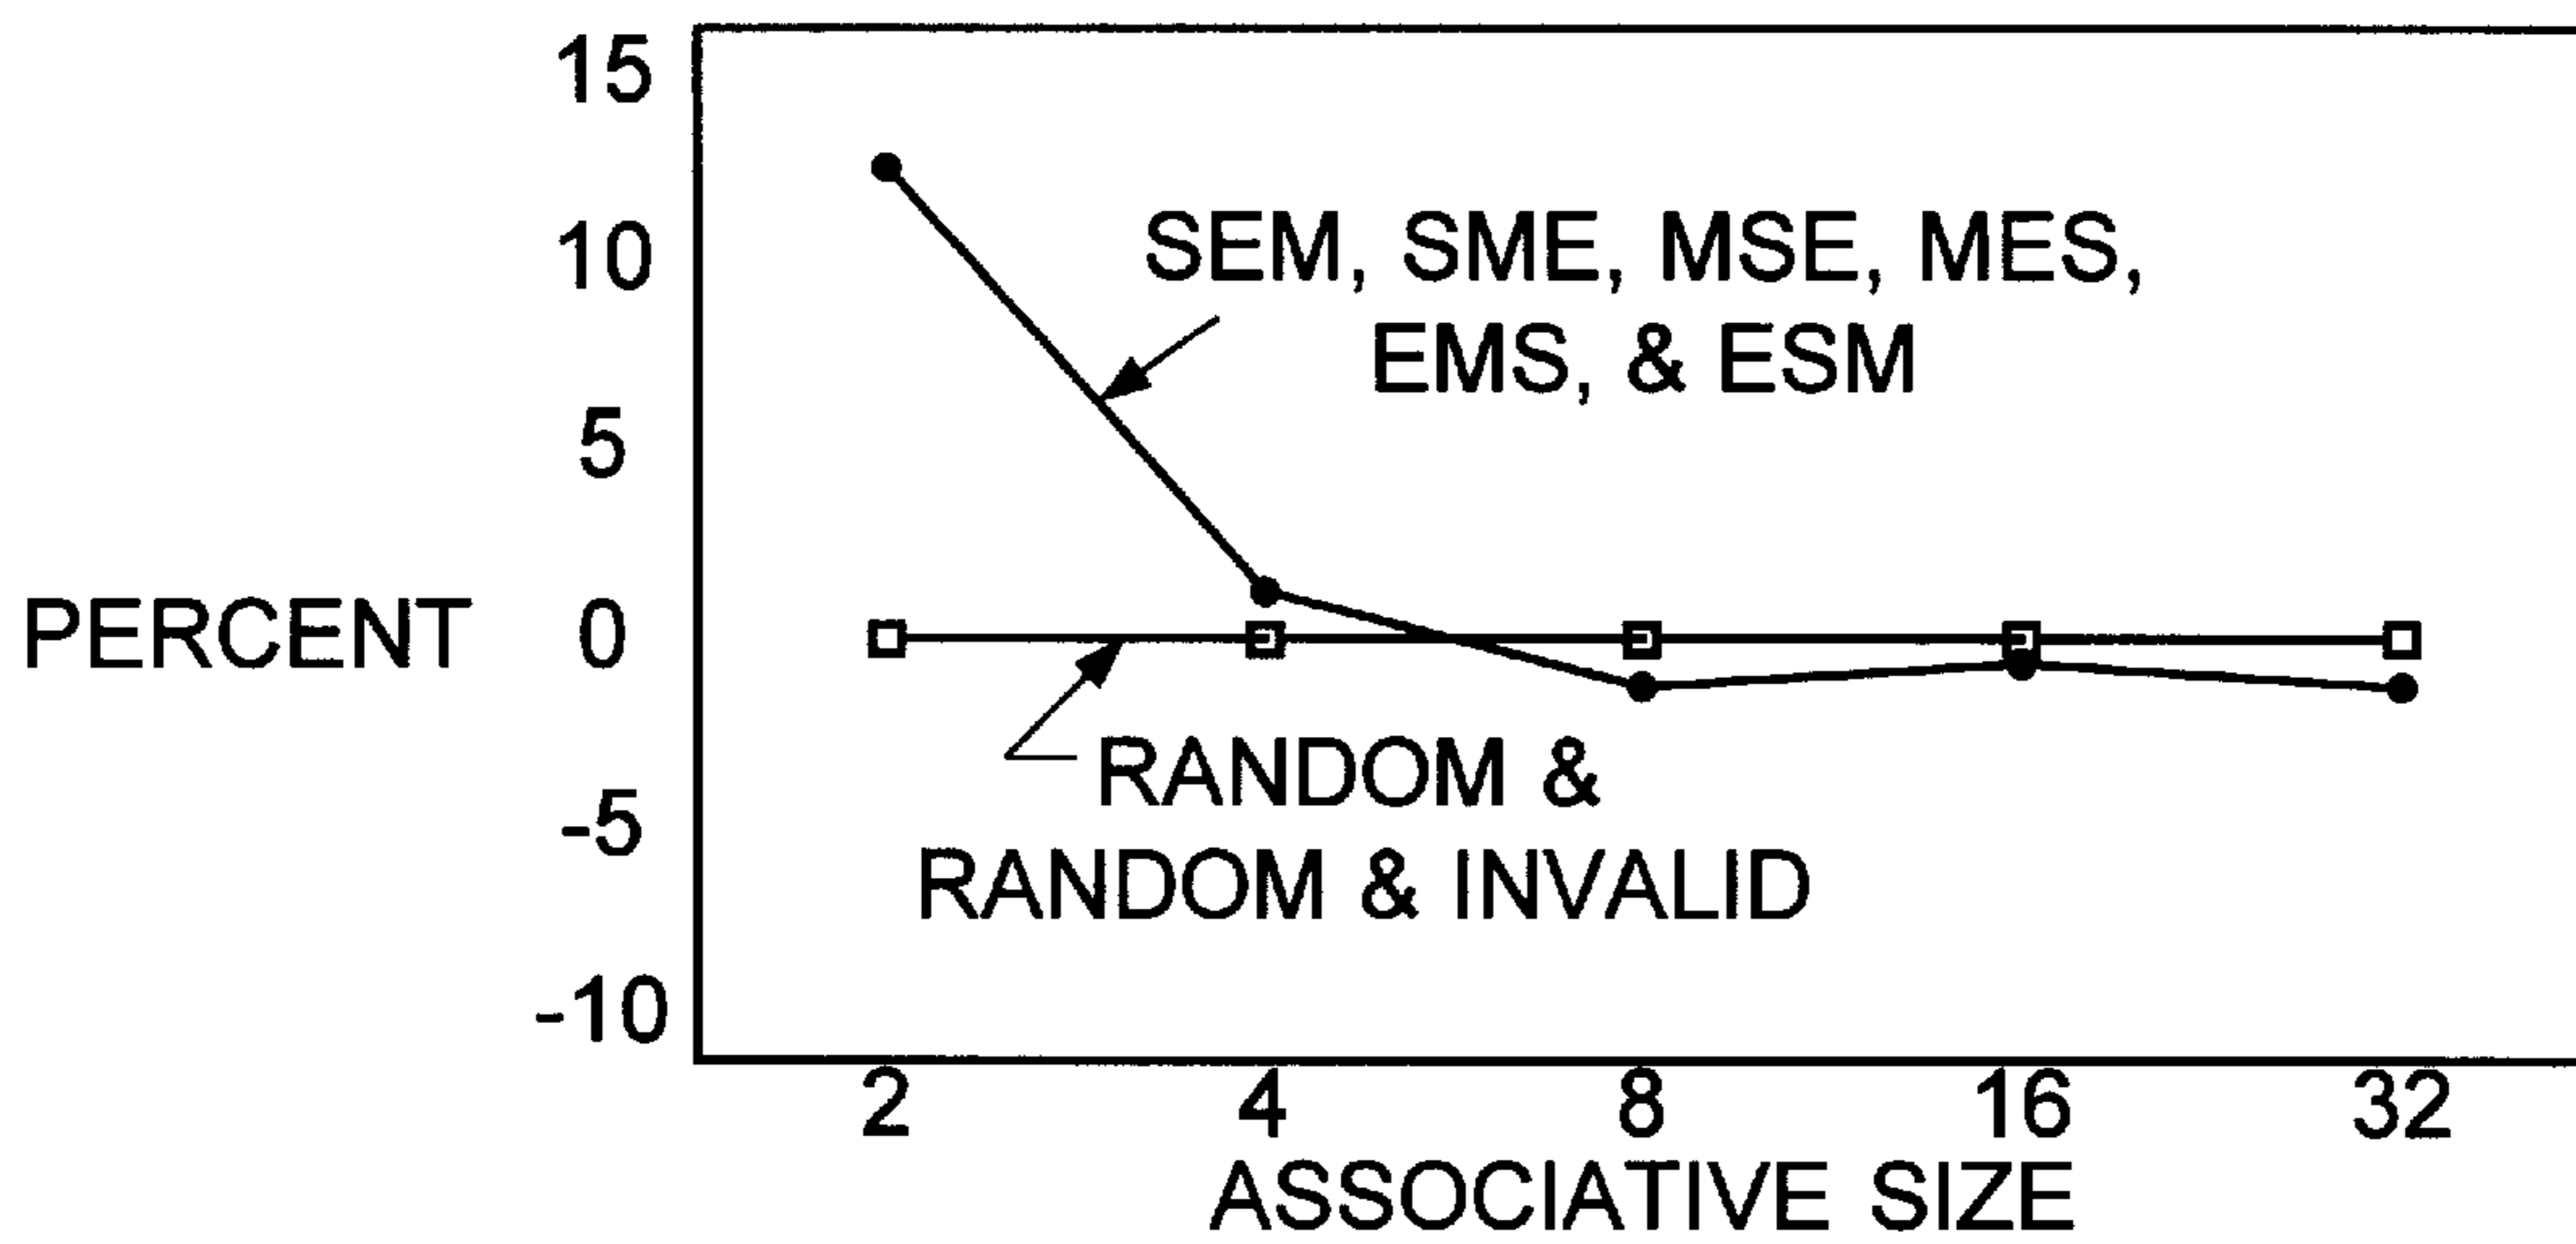 15
10
SEM, SME, MSE, MES,
EMS, & ESM
5
PERCENT 0
RANDOM &
-5
RANDOM & INVALID
-10
2 4 8 16 32
ASSOCIATIVE SIZE